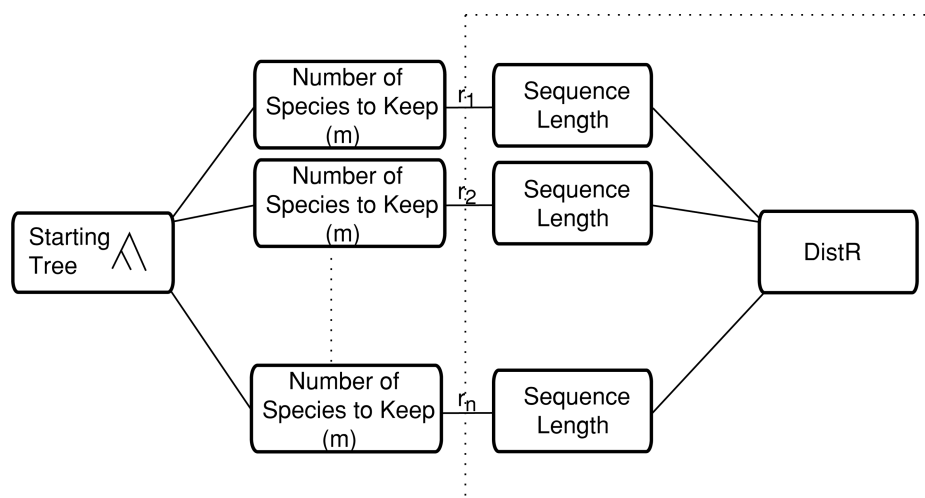 Number of
Species to Keep
(m)
r1
Sequence
Length
Number of
Species to Keep
(m)
r2
Sequence
Length
Starting
Tree
DistR
Number of
Species to Keep
(m)
rn
Sequence
Length